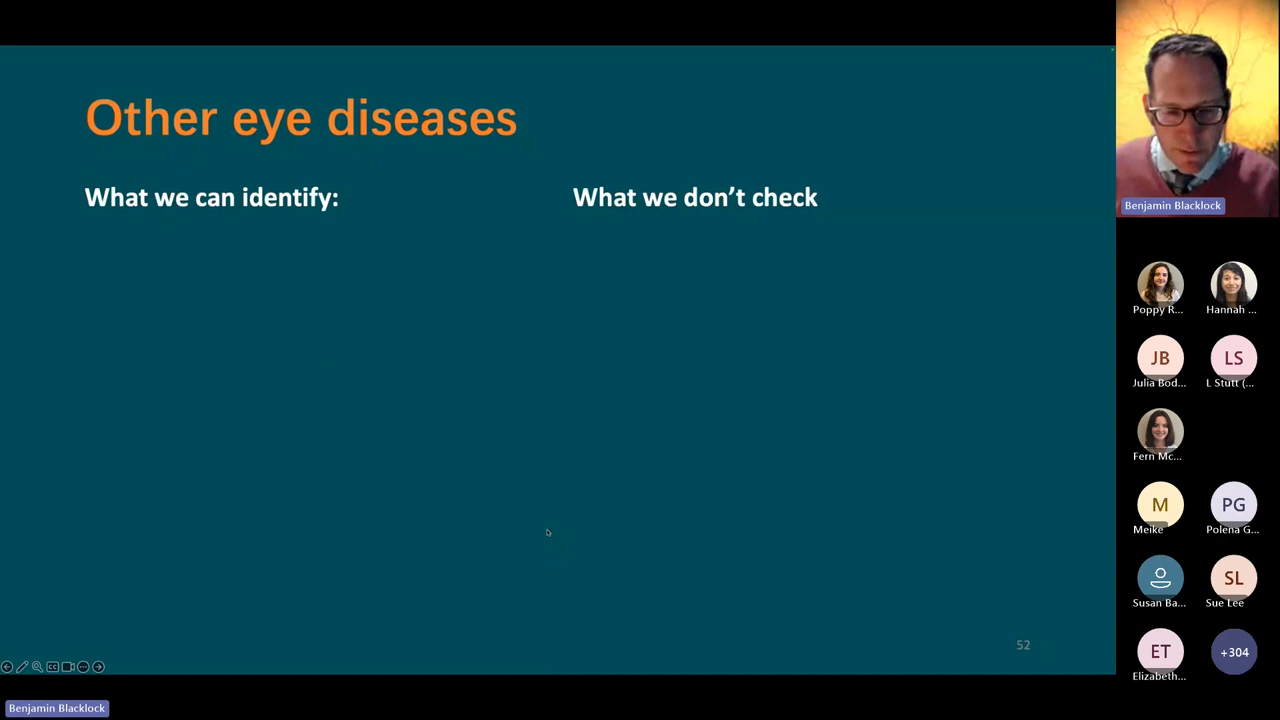 Other eye diseases
What we can identify:
What we don't check
52
Benjamin Blacklock
Poppy R...
Hannah ...
JB
LS
Julia Bod...
L Stutt (...
Fern Mc...
M
PG
Meike
Polena G...
SL
Susan Ba...
Sue Lee
ET
+304
Elizabeth...
Benjamin Blacklock